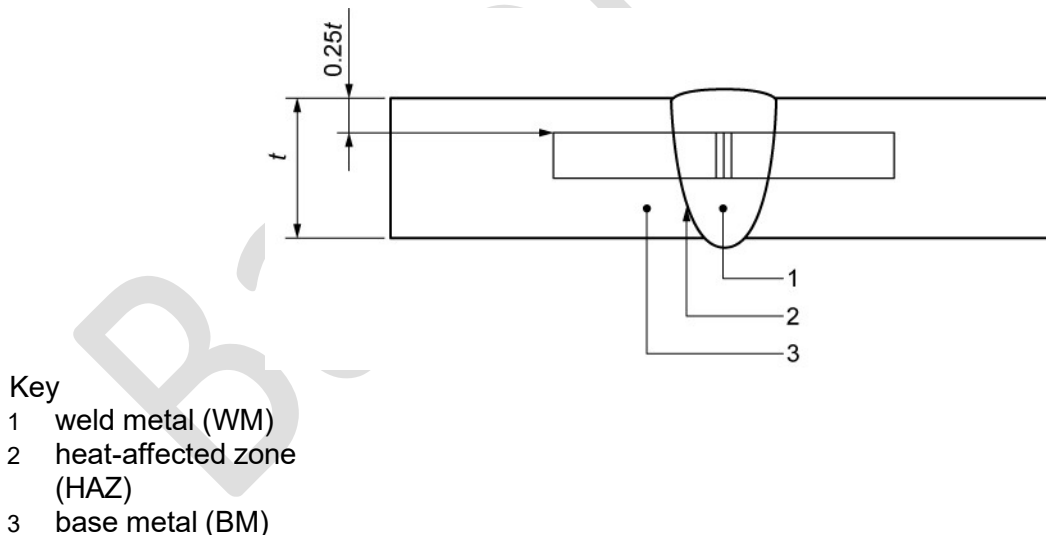 0.25t
t
1
2
3
Key
1 weld metal (WM)
2 heat-affected zone
(HAZ)
3 base metal (BM)